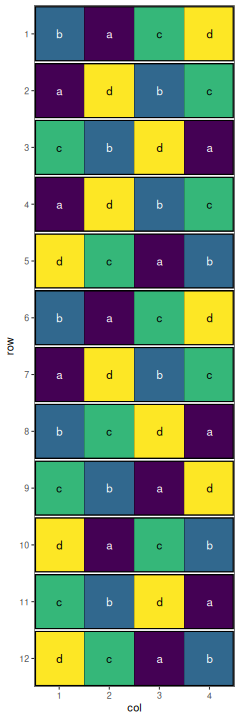 1 b a c d
2 a d b c
3 c b d a
4 a d b c
5 d c a b
6 b a c d
row
7 a d b c
8 b c d a
9 c b a d
10 d a c b
11 c b d a
12 d c a b
1 2 3 4
col